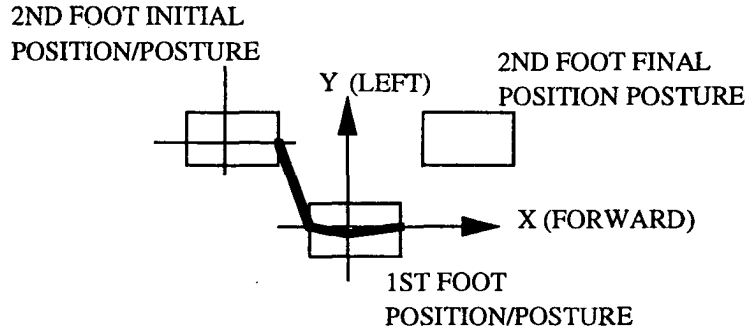 2ND FOOT INITIAL
POSITION/POSTURE
Y (LEFT)
2ND FOOT FINAL
POSITION POSTURE
X (FORWARD)
1ST FOOT
POSITION/POSTURE